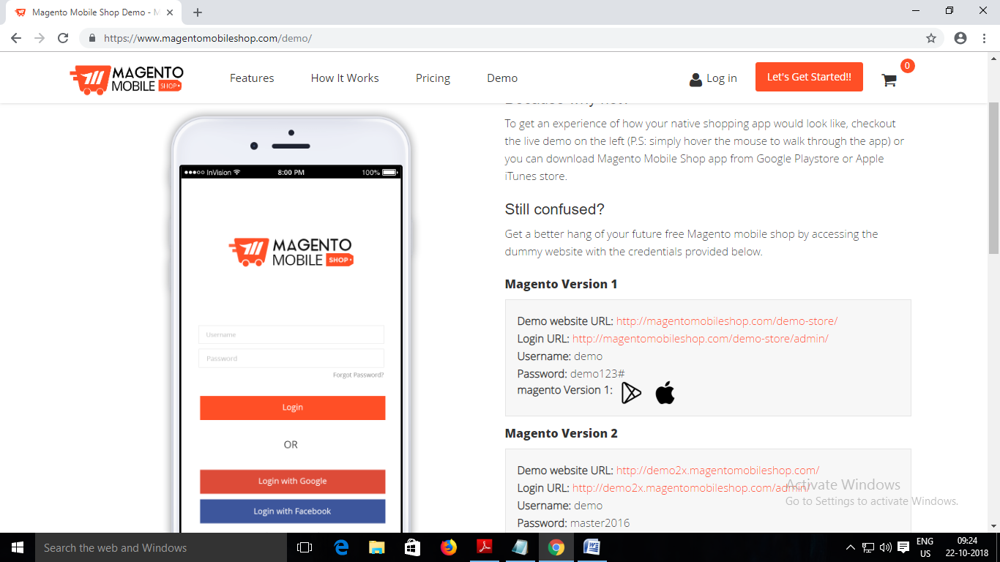 Magento Mobile Shop Demo - M
https://www.magentomobileshop.com/demo/
MAGENTO
MOBILE SHOP
Features
How It Works
Pricing
Demo
Log in
Let's Get Started!!
0
InVision
8:00 PM
100%
MAGENTO
MOBILE SHOP
Username
Password
Forgot Password?
Login
OR
Login with Google
Login with Facebook
To get an experience of how your native shopping app would look like, checkout
the live demo on the left (P.S: simply hover the mouse to walk through the app) or
you can download Magento Mobile Shop app from Google Playstore or Apple
iTunes store.
Still confused?
Get a better hang of your future free Magento mobile shop by accessing the
dummy website with the credentials provided below.
Magento Version 1
Demo website URL: http://magentomobileshop.com/demo-store/
Login URL: http://magentomobileshop.com/demo-store/admin/
Username: demo
Password: demo123#
magento Version 1:
Magento Version 2
Demo website URL: http://demo2x.magentomobileshop.com/
Login URL: http://demo2x.magentomobileshop.com/admin/
Username: demo
Password: master2016
Activate Windows
Go to Settings to activate Windows.
Search the web and Windows
ENG
US
09:24
22-10-2018